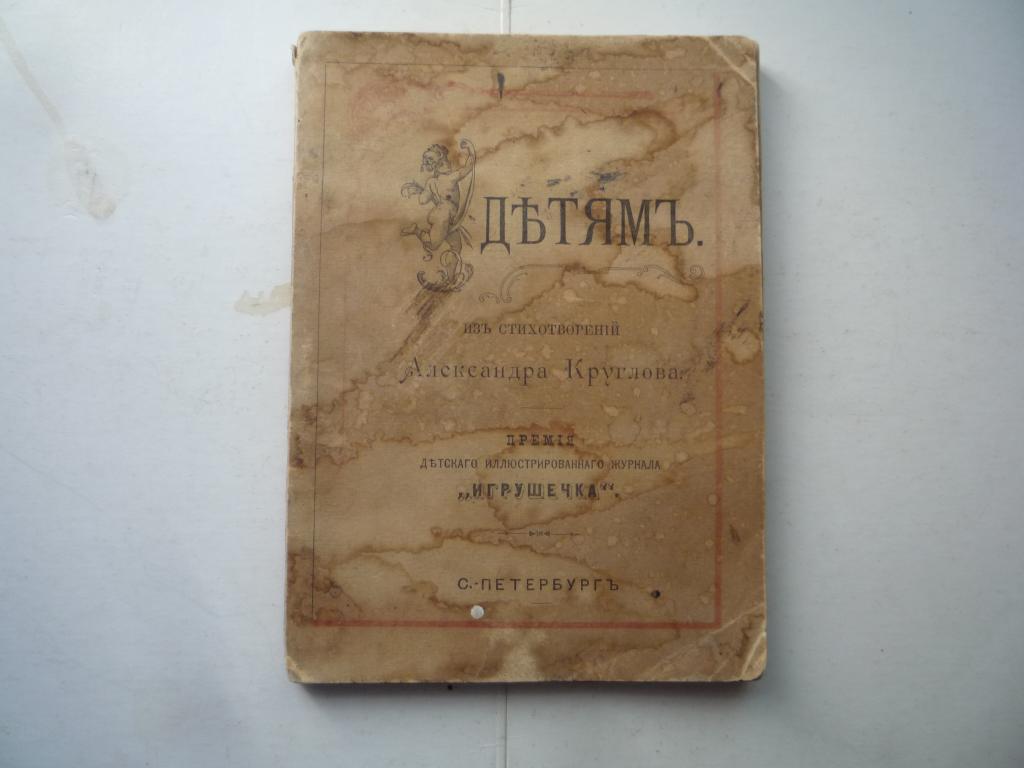 ДѢТЯМЪ.
ИЗЪ СТИХОТВОРЕНІЙ
Александра Круглова.
ПРЕМІЯ
ДѢТСКАГО ИЛЛЮСТРИРОВАННАГО ЖУРНАЛА
„ИГРУШЕЧКА“.
С.-ПЕТЕРБУРГЪ